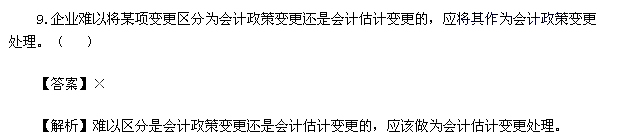 9.企业难以将某项变更区分为会计政策变更还是会计估计变更的，应将其作为会计政策变更
处理。（　　）
【答案】×
【解析】难以区分是会计政策变更还是会计估计变更的，应该做为会计估计变更处理。